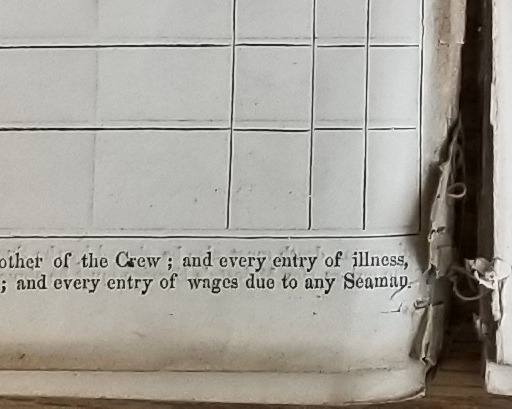 other of the Crew ; and every entry of illness,
; and every entry of wages due to any Seaman.